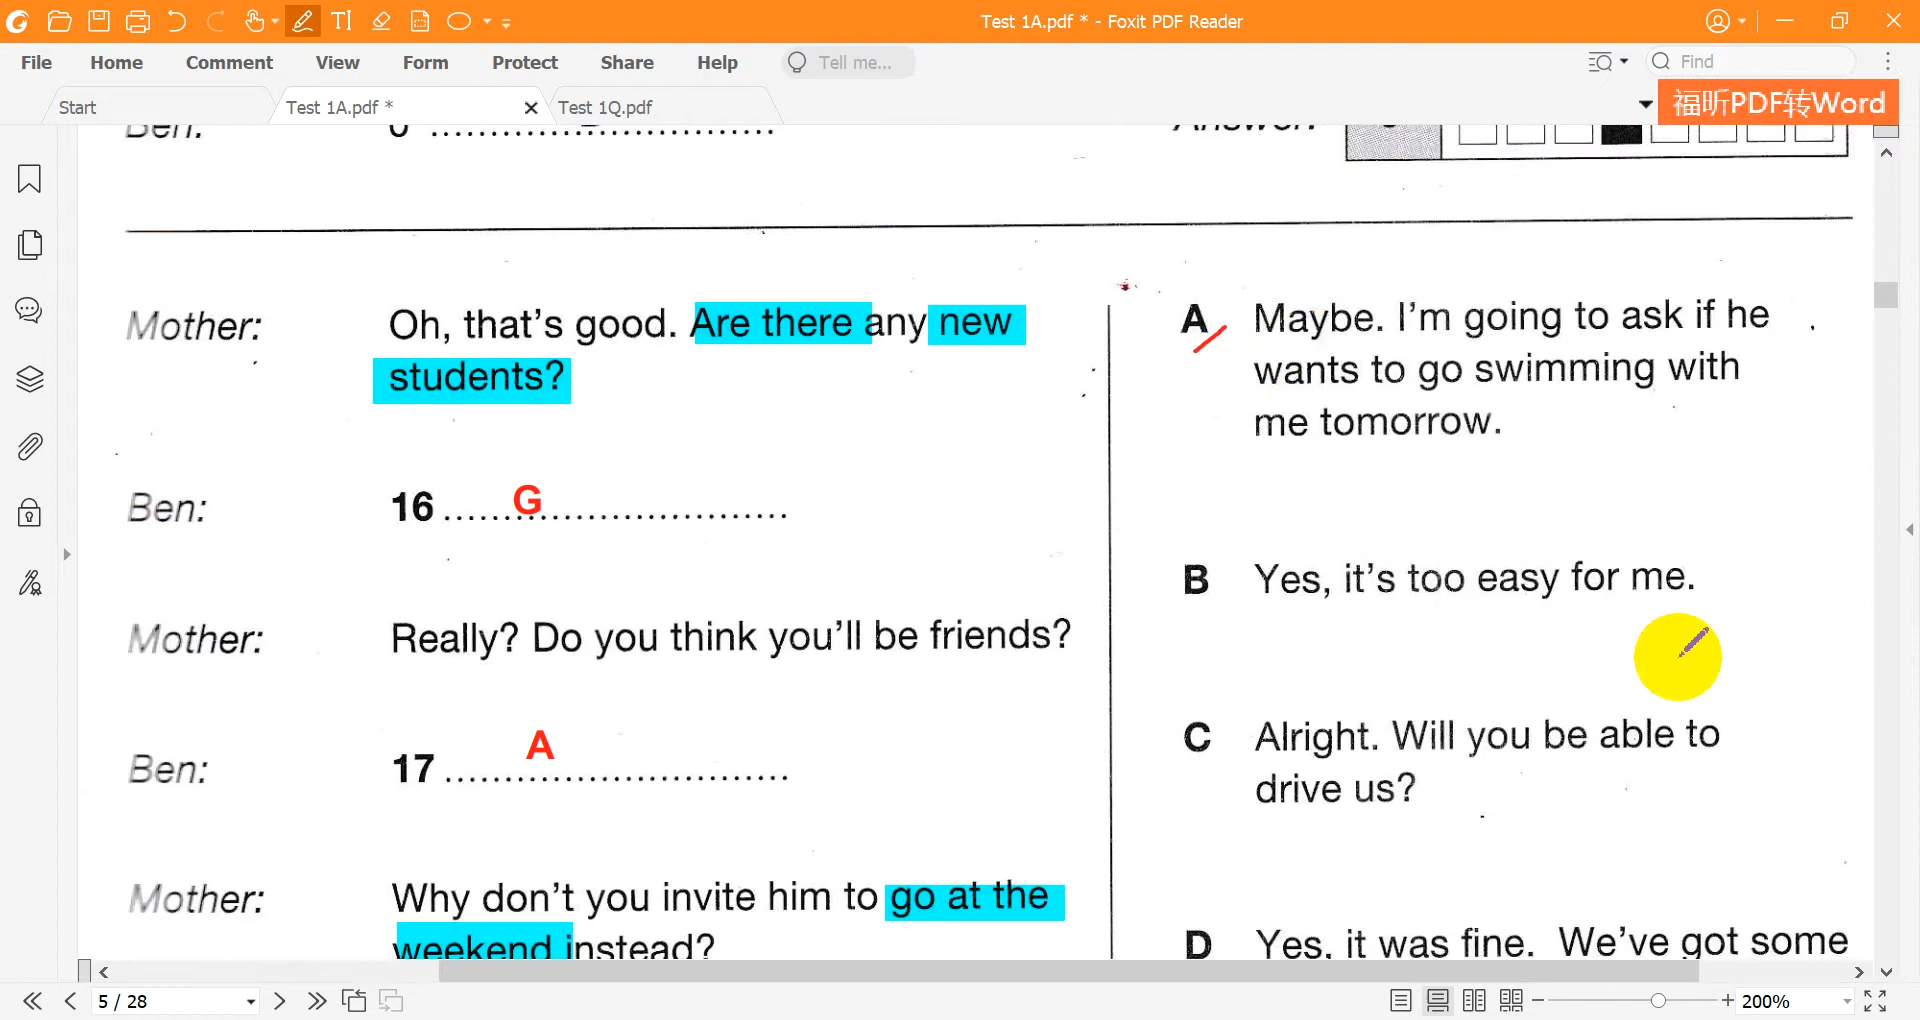 Test 1A.pdf * - Foxit PDF Reader
File Home Comment View Form Protect Share Help Tell me... Find
Start Test 1A.pdf * Test 1Q.pdf 福昕PDF转Word
Ben: 0 Answer:
Mother: Oh, that's good. Are there any new
students?
Ben: 16 G
Mother: Really? Do you think you'll be friends?
Ben: 17 A
Mother: Why don't you invite him to go at the
weekend instead?
A Maybe. I'm going to ask if he
wants to go swimming with
me tomorrow.
B Yes, it's too easy for me.
C Alright. Will you be able to
drive us?
D Yes, it was fine. We've got some
5 / 28 200%